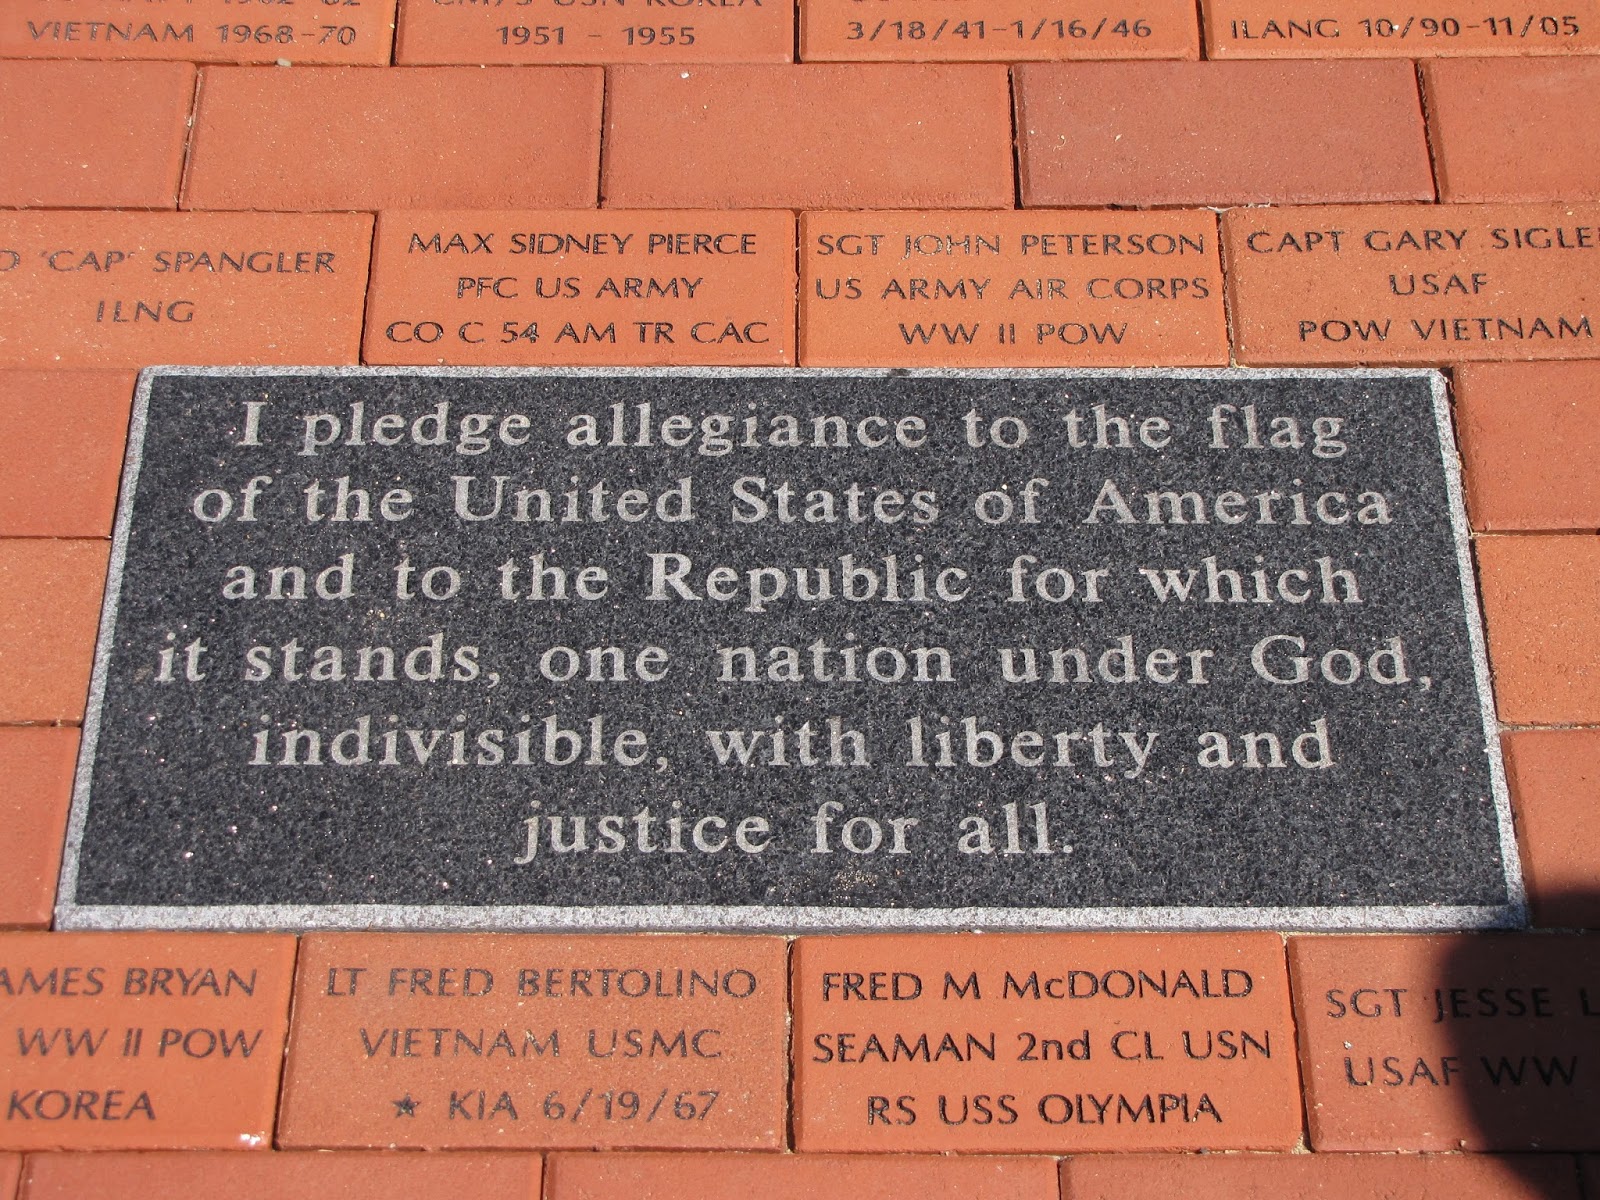 VIETNAM 1968-70
CM/3 USN KOREA
1951 - 1955
3/18/41-1/16/46
ILANG 10/90-11/05
'CAP' SPANGLER
ILNG
MAX SIDNEY PIERCE
PFC US ARMY
CO C 54 AM TR CAC
SGT JOHN PETERSON
US ARMY AIR CORPS
WW II POW
CAPT GARY SIGLE
USAF
POW VIETNAM
I pledge allegiance to the flag
of the United States of America
and to the Republic for which
it stands, one nation under God,
indivisible, with liberty and
justice for all.
AMES BRYAN
WW II POW
KOREA
LT FRED BERTOLINO
VIETNAM USMC
★ KIA 6/19/67
FRED M McDONALD
SEAMAN 2nd CL USN
RS USS OLYMPIA
SGT JESSE L
USAF WW